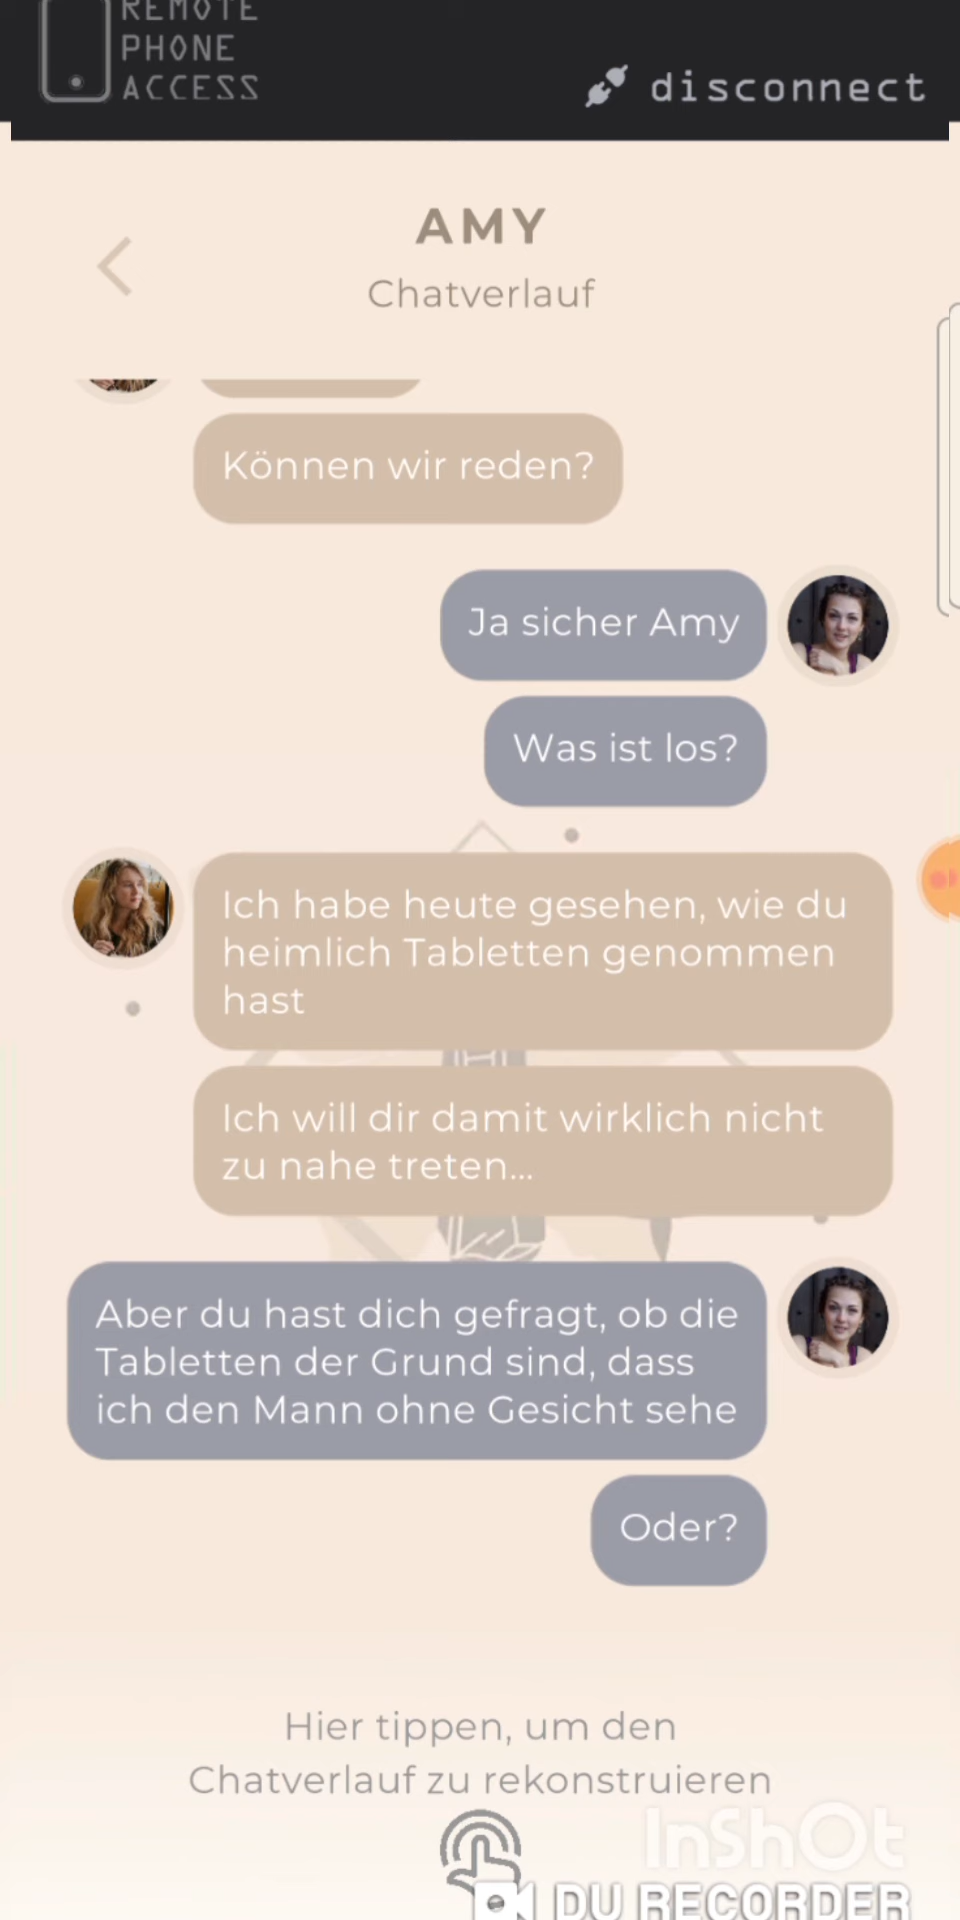 REMOTE
PHONE
ACCESS
disconnect
AMY
Chatverlauf
Können wir reden?
Ja sicher Amy
Was ist los?
Ich habe heute gesehen, wie du
heimlich Tabletten genommen
hast
Ich will dir damit wirklich nicht
zu nahe treten...
Aber du hast dich gefragt, ob die
Tabletten der Grund sind, dass
ich den Mann ohne Gesicht sehe
Oder?
Hier tippen, um den
Chatverlauf zu rekonstruieren
InShOt
DU RECORDER